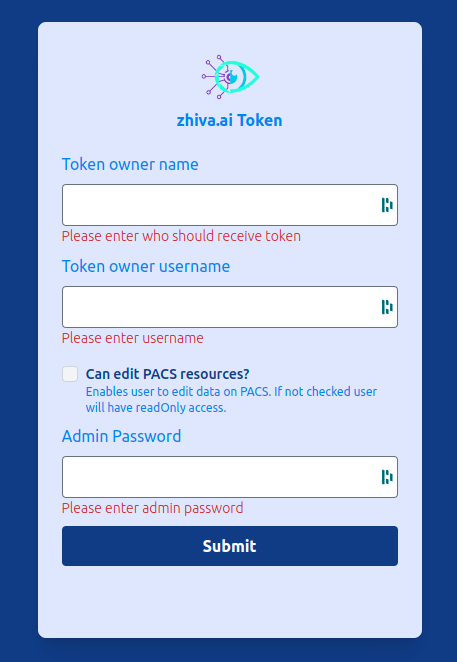 zhiva.ai Token
Token owner name
Please enter who should receive token
Token owner username
Please enter username
Can edit PACS resources?
Enables user to edit data on PACS. If not checked user
will have readOnly access.
Admin Password
Please enter admin password
Submit